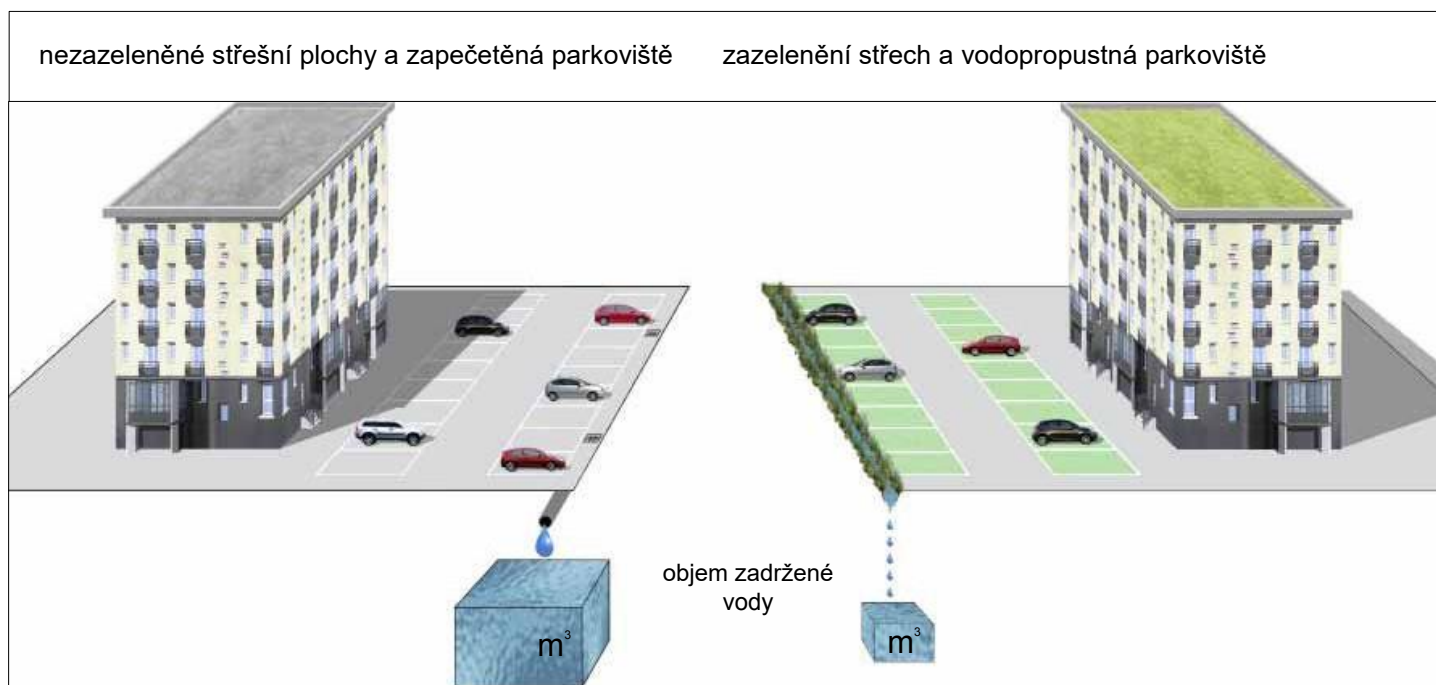 nezazeleněné střešní plochy a zapečetěná parkoviště
zazelenění střech a vodopropustná parkoviště
objem zadržené
vody
m³
m³